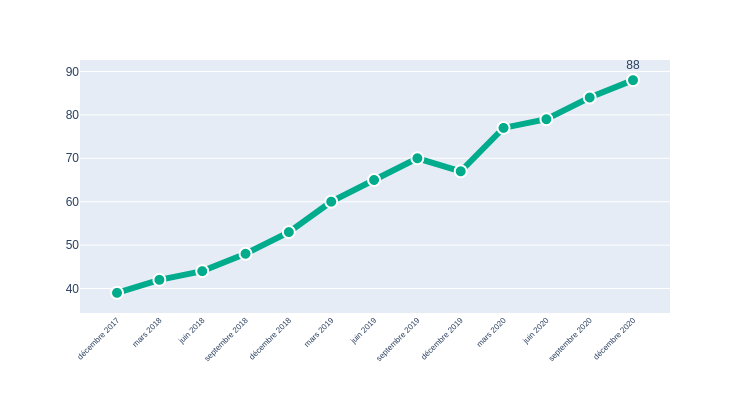 88
90
80
70
60
50
40
décembre 2017
mars 2018
juin 2018
septembre 2018
décembre 2018
mars 2019
juin 2019
septembre 2019
décembre 2019
mars 2020
juin 2020
septembre 2020
décembre 2020